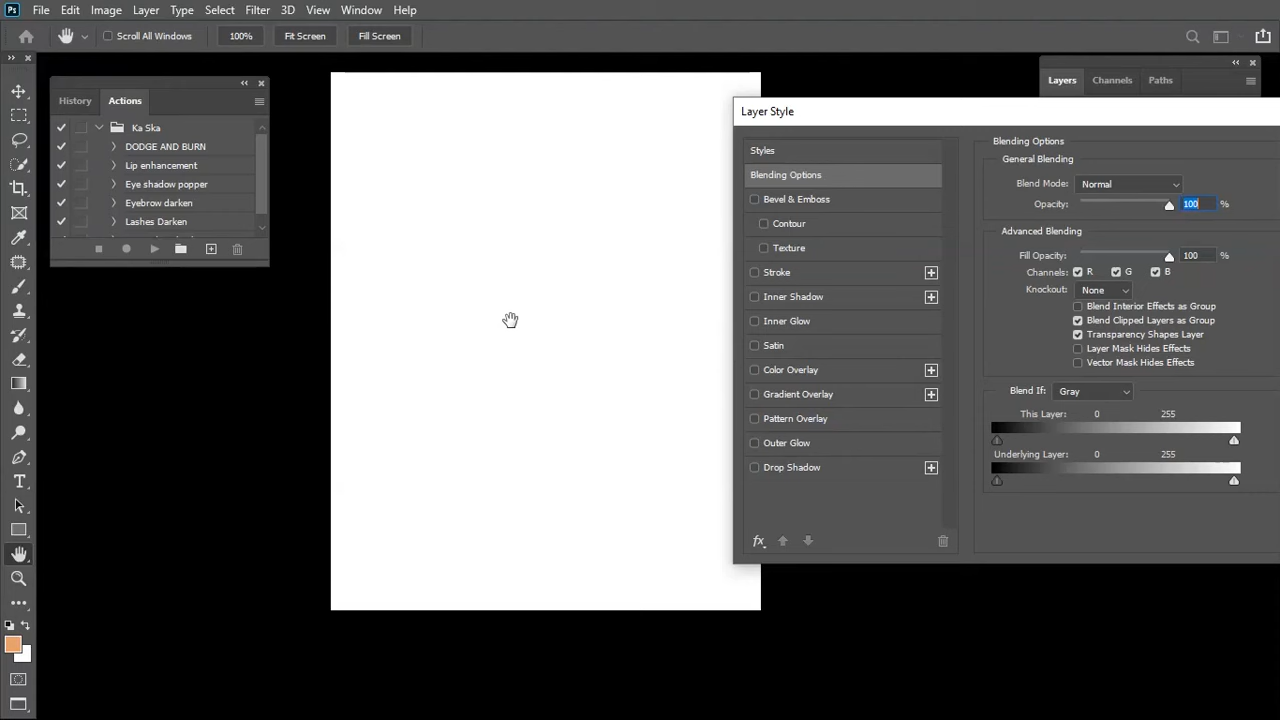 Ps File Edit Image Layer Type Select Filter 3D View Window Help
Scroll All Windows 100% Fit Screen Fill Screen
History Actions
Ka Ska
DODGE AND BURN
Lip enhancement
Eye shadow popper
Eyebrow darken
Lashes Darken
Layers Channels Paths
Layer Style
Styles
Blending Options
Bevel & Emboss
Contour
Texture
Stroke
Inner Shadow
Inner Glow
Satin
Color Overlay
Gradient Overlay
Pattern Overlay
Outer Glow
Drop Shadow
fx
Blending Options
General Blending
Blend Mode: Normal
Opacity: 100 %
Advanced Blending
Fill Opacity: 100 %
Channels: R G B
Knockout: None
Blend Interior Effects as Group
Blend Clipped Layers as Group
Transparency Shapes Layer
Layer Mask Hides Effects
Vector Mask Hides Effects
Blend If: Gray
This Layer: 0 255
Underlying Layer: 0 255